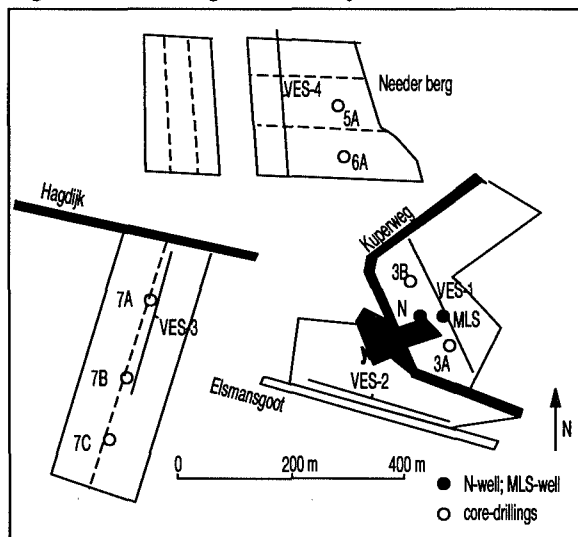 Needer berg
VES-4
5A
6A
Hagdijk
Kuperweg
3B
VES-1
7A
N
MLS
VES-3
3A
7B
VES-2
Elsmansgoot
7C
N
0 200 m 400 m
N-well; MLS-well
core-drillings